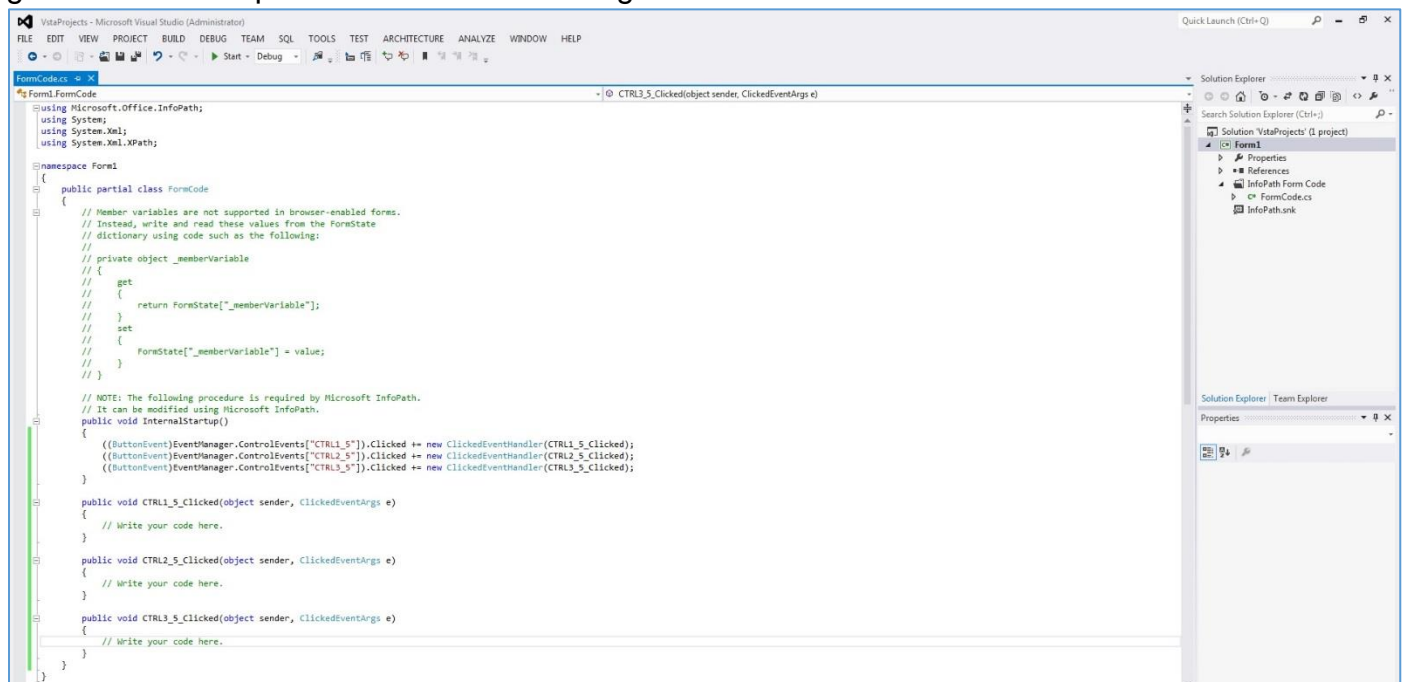 VstaProjects - Microsoft Visual Studio (Administrator)
Quick Launch (Ctrl+Q)
FILE EDIT VIEW PROJECT BUILD DEBUG TEAM SQL TOOLS TEST ARCHITECTURE ANALYZE WINDOW HELP
Start - Debug
FormCode.cs
Form1.FormCode
CTRL3_5_Clicked(object sender, ClickedEventArgs e)
using Microsoft.Office.InfoPath;
using System;
using System.Xml;
using System.Xml.XPath;
namespace Form1
{
public partial class FormCode
{
// Member variables are not supported in browser-enabled forms.
// Instead, write and read these values from the FormState
// dictionary using code such as the following:
//
// private object _memberVariable
// {
//     get
//     {
//         return FormState["_memberVariable"];
//     }
//     set
//     {
//         FormState["_memberVariable"] = value;
//     }
// }
// NOTE: The following procedure is required by Microsoft InfoPath.
// It can be modified using Microsoft InfoPath.
public void InternalStartup()
{
((ButtonEvent)EventManager.ControlEvents["CTRL1_5"]).Clicked += new ClickedEventHandler(CTRL1_5_Clicked);
((ButtonEvent)EventManager.ControlEvents["CTRL2_5"]).Clicked += new ClickedEventHandler(CTRL2_5_Clicked);
((ButtonEvent)EventManager.ControlEvents["CTRL3_5"]).Clicked += new ClickedEventHandler(CTRL3_5_Clicked);
}
public void CTRL1_5_Clicked(object sender, ClickedEventArgs e)
{
// Write your code here.
}
public void CTRL2_5_Clicked(object sender, ClickedEventArgs e)
{
// Write your code here.
}
public void CTRL3_5_Clicked(object sender, ClickedEventArgs e)
{
// Write your code here.
}
}
}
Solution Explorer
Search Solution Explorer (Ctrl+;)
Solution 'VstaProjects' (1 project)
Form1
Properties
References
InfoPath Form Code
FormCode.cs
InfoPath.snk
Solution Explorer Team Explorer
Properties